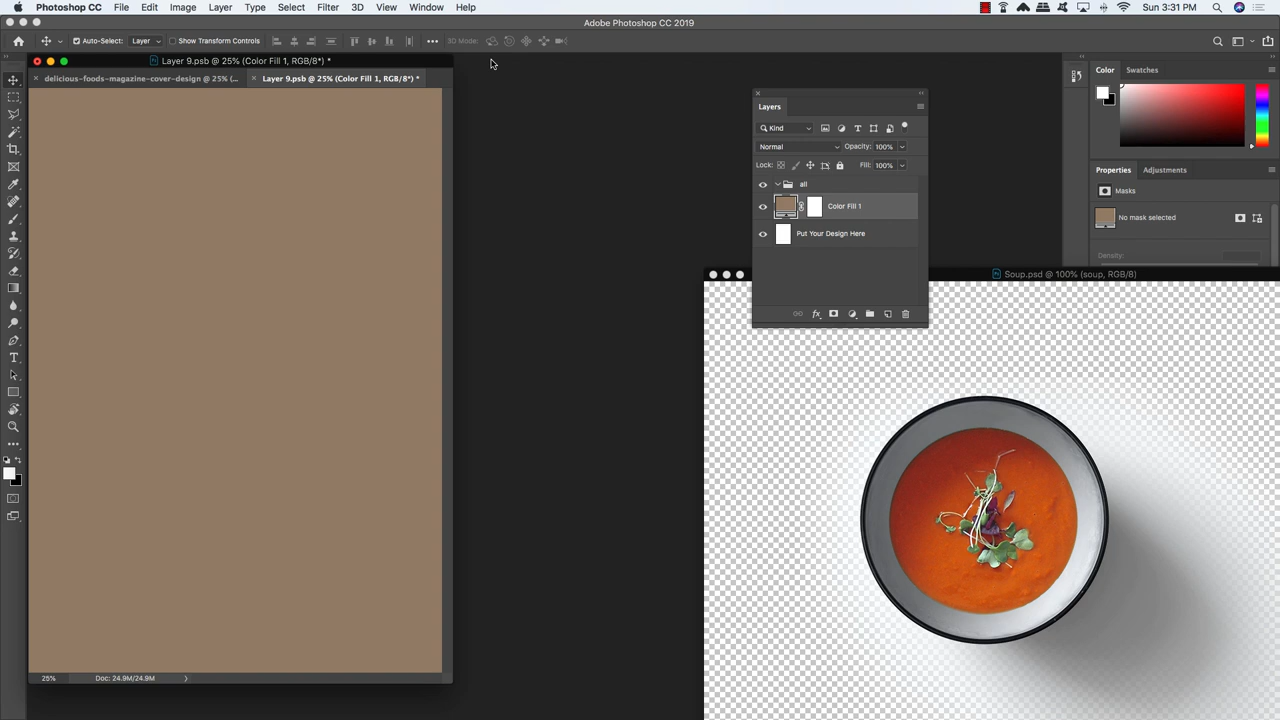 Photoshop CC File Edit Image Layer Type Select Filter 3D View Window Help Sun 3:31 PM
Adobe Photoshop CC 2019
Auto-Select: Layer Show Transform Controls 3D Mode:
Layer 9.psb @ 25% (Color Fill 1, RGB/8*) *
delicious-foods-magazine-cover-design @ 25% (... Layer 9.psb @ 25% (Color Fill 1, RGB/8*) *
Color Swatches
Layers
Kind
Normal Opacity: 100%
Lock: Fill: 100%
all
Color Fill 1
Put Your Design Here
Properties Adjustments
Masks
No mask selected
Density:
Soup.psd @ 100% (soup, RGB/8)
25% Doc: 24.9M/24.9M